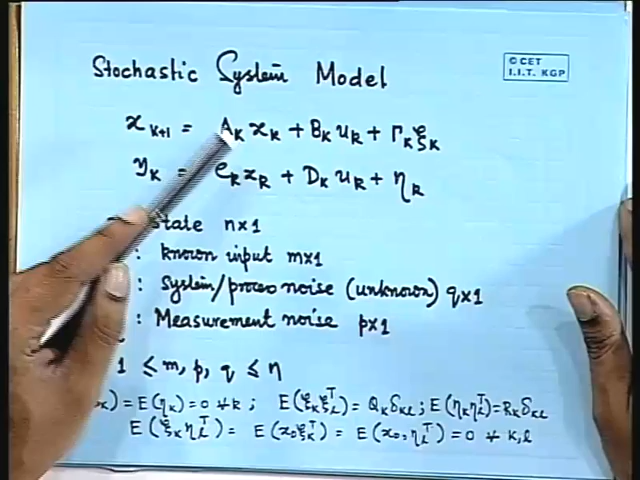 Stochastic System Model
© CET
I.I.T. KGP
x_{k+1} = A_k x_k + B_k u_k + Γ_k ξ_k
y_k = C_k x_k + D_k u_k + η_k
state n×1
: known input m×1
: System/process noise (unknown) q×1
: Measurement noise p×1
1 ≤ m, p, q ≤ n
) = E(η_k) = 0 ∀ k ; E(ξ_k ξ_l^T) = Q_k δ_{kl} ; E(η_k η_l^T) = R_k δ_{kl}
E(ξ_k η_l^T) = E(x_0 ξ_k^T) = E(x_0, η_l^T) = 0 ∀ k, l